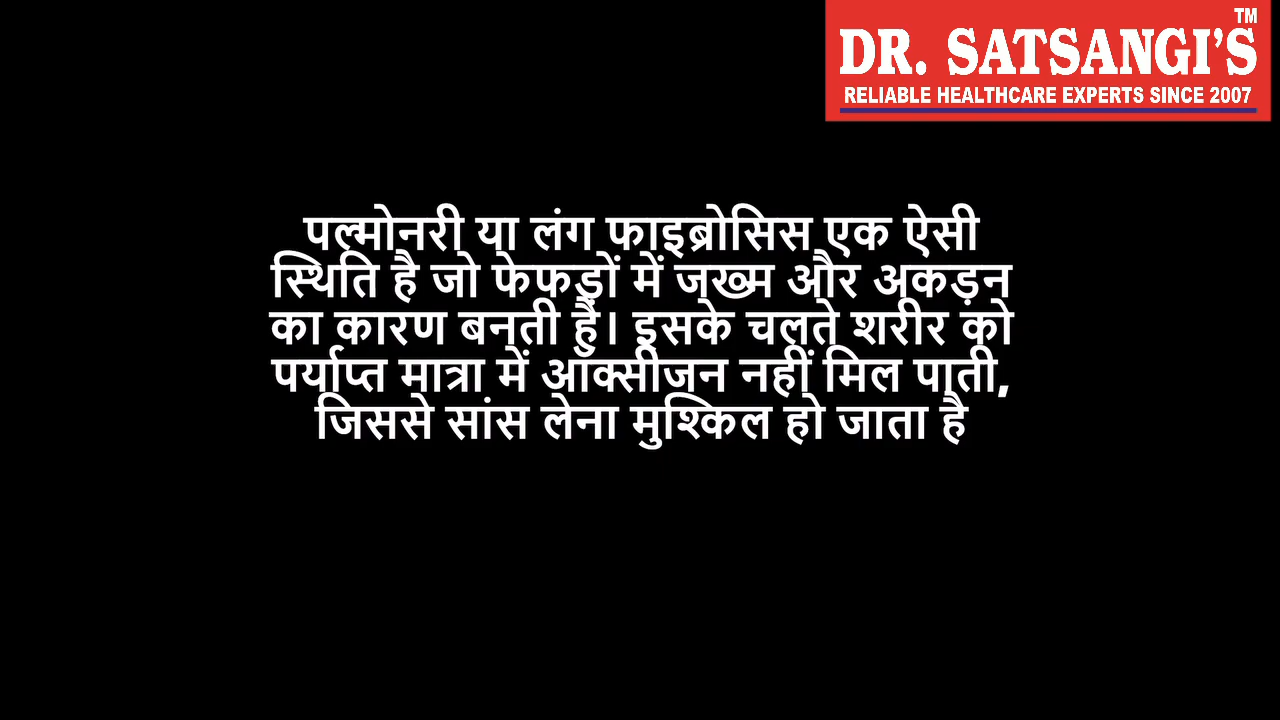 TM
DR. SATSANGI'S
RELIABLE HEALTHCARE EXPERTS SINCE 2007
पल्मोनरी या लंग फाइब्रोसिस एक ऐसी
स्थिति है जो फेफड़ों में जख्म और अकड़न
का कारण बनती हैं। इसके चलते शरीर को
पर्याप्त मात्रा में ऑक्सीजन नहीं मिल पाती,
जिससे सांस लेना मुश्किल हो जाता है